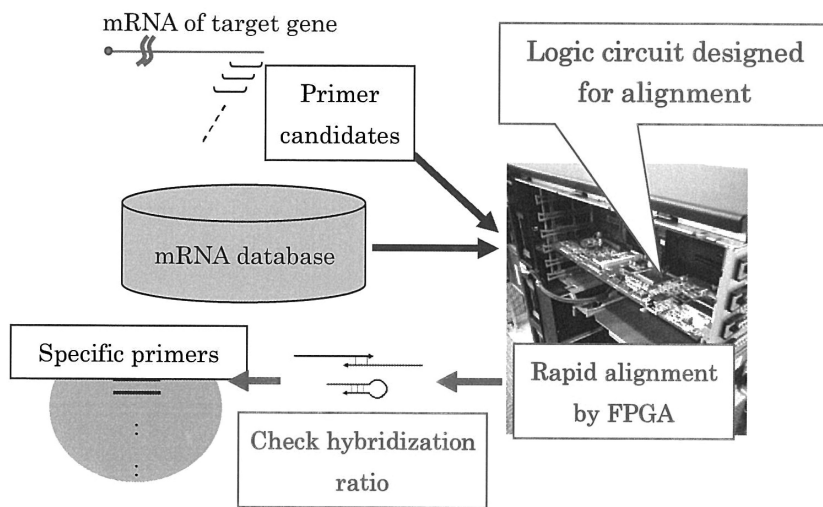 mRNA of target gene
Primer
candidates
Logic circuit designed
for alignment
mRNA database
Rapid alignment
by FPGA
Check hybridization
ratio
Specific primers